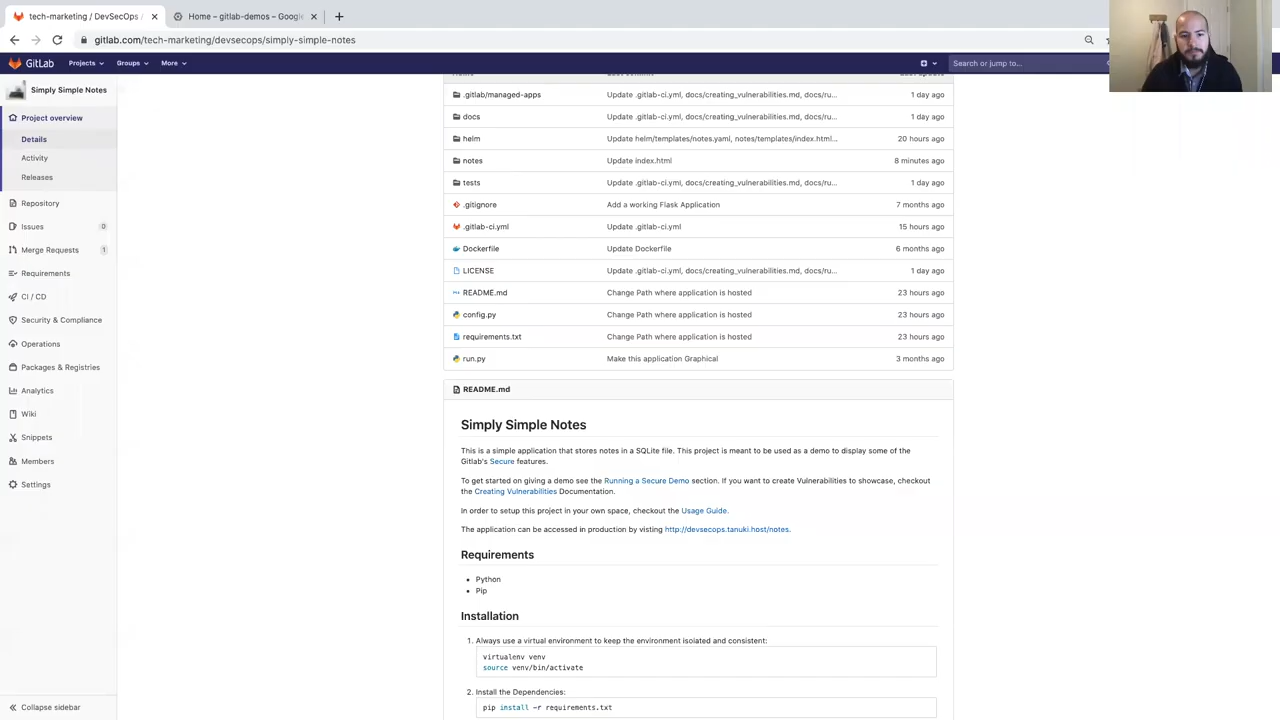 tech-marketing / DevSecOps /
Home – gitlab-demos – Google
gitlab.com/tech-marketing/devsecops/simply-simple-notes
GitLab Projects Groups More Search or jump to...
Simply Simple Notes
Project overview
Details
Activity
Releases
Repository
Issues 0
Merge Requests 1
Requirements
CI / CD
Security & Compliance
Operations
Packages & Registries
Analytics
Wiki
Snippets
Members
Settings
Collapse sidebar
Name Last commit Last update
.gitlab/managed-apps Update .gitlab-ci.yml, docs/creating_vulnerabilities.md, docs/ru... 1 day ago
docs Update .gitlab-ci.yml, docs/creating_vulnerabilities.md, docs/ru... 1 day ago
helm Update helm/templates/notes.yaml, notes/templates/index.html... 20 hours ago
notes Update index.html 8 minutes ago
tests Update .gitlab-ci.yml, docs/creating_vulnerabilities.md, docs/ru... 1 day ago
.gitignore Add a working Flask Application 7 months ago
.gitlab-ci.yml Update .gitlab-ci.yml 15 hours ago
Dockerfile Update Dockerfile 6 months ago
LICENSE Update .gitlab-ci.yml, docs/creating_vulnerabilities.md, docs/ru... 1 day ago
README.md Change Path where application is hosted 23 hours ago
config.py Change Path where application is hosted 23 hours ago
requirements.txt Change Path where application is hosted 23 hours ago
run.py Make this application Graphical 3 months ago
README.md
Simply Simple Notes
This is a simple application that stores notes in a SQLite file. This project is meant to be used as a demo to display some of the
Gitlab's Secure features.
To get started on giving a demo see the Running a Secure Demo section. If you want to create Vulnerabilities to showcase, checkout
the Creating Vulnerabilities Documentation.
In order to setup this project in your own space, checkout the Usage Guide.
The application can be accessed in production by visting http://devsecops.tanuki.host/notes.
Requirements
• Python
• Pip
Installation
1. Always use a virtual environment to keep the environment isolated and consistent:
virtualenv venv
source venv/bin/activate
2. Install the Dependencies:
pip install -r requirements.txt